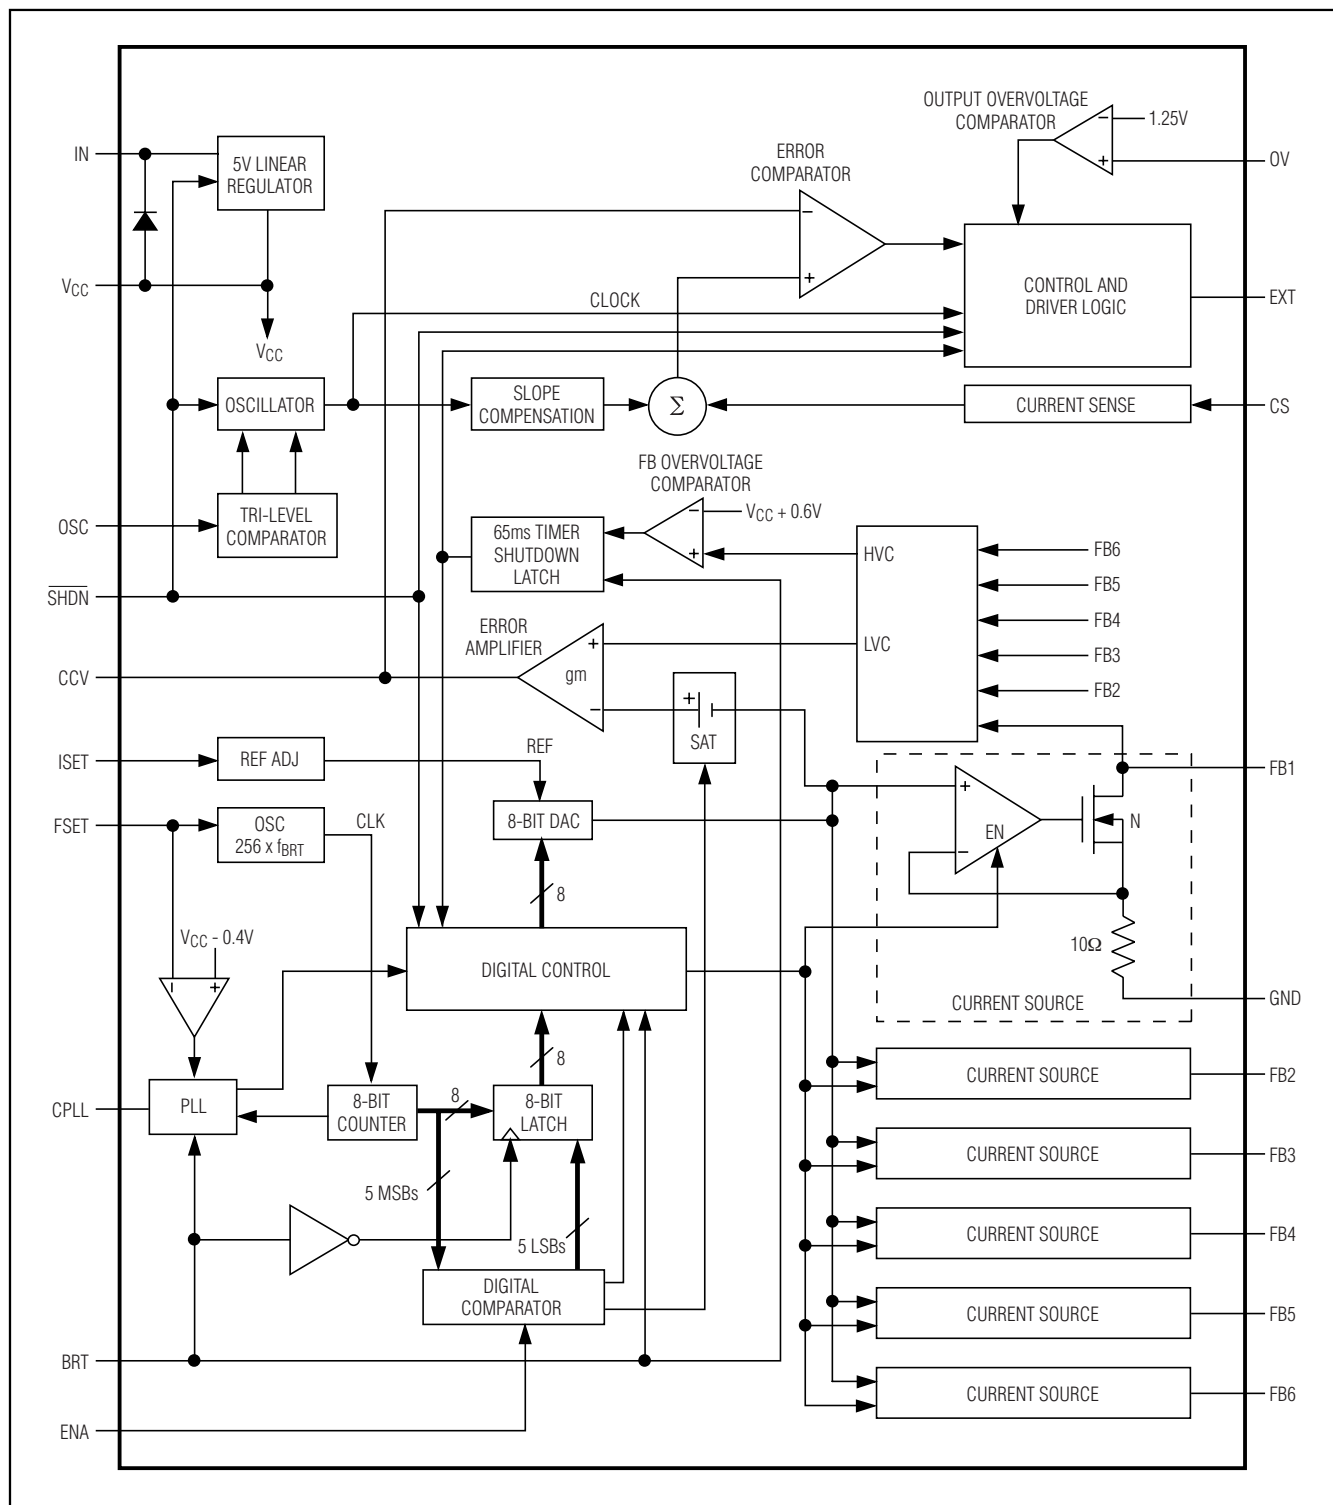 OUTPUT OVERVOLTAGE
COMPARATOR
−
1.25V
+
OV
IN
5V LINEAR
REGULATOR
ERROR
COMPARATOR
−
+
VCC
VCC
CLOCK
CONTROL AND
DRIVER LOGIC
EXT
OSCILLATOR
SLOPE
COMPENSATION
Σ
CURRENT SENSE
CS
OSC
TRI-LEVEL
COMPARATOR
FB OVERVOLTAGE
COMPARATOR
−
VCC + 0.6V
+
65ms TIMER
SHUTDOWN
LATCH
HVC
LVC
FB6
FB5
FB4
FB3
FB2
SHDN
ERROR
AMPLIFIER
+
gm
−
CCV
+
SAT
ISET
REF ADJ
REF
FB1
FSET
OSC
256 x fBRT
CLK
8-BIT DAC
8
+
EN
−
N
10Ω
CURRENT SOURCE
GND
VCC - 0.4V
−
+
DIGITAL CONTROL
8
CPLL
PLL
8-BIT
COUNTER
8
8-BIT
LATCH
5 MSBs
5 LSBs
DIGITAL
COMPARATOR
CURRENT SOURCE
FB2
CURRENT SOURCE
FB3
CURRENT SOURCE
FB4
CURRENT SOURCE
FB5
CURRENT SOURCE
FB6
BRT
ENA